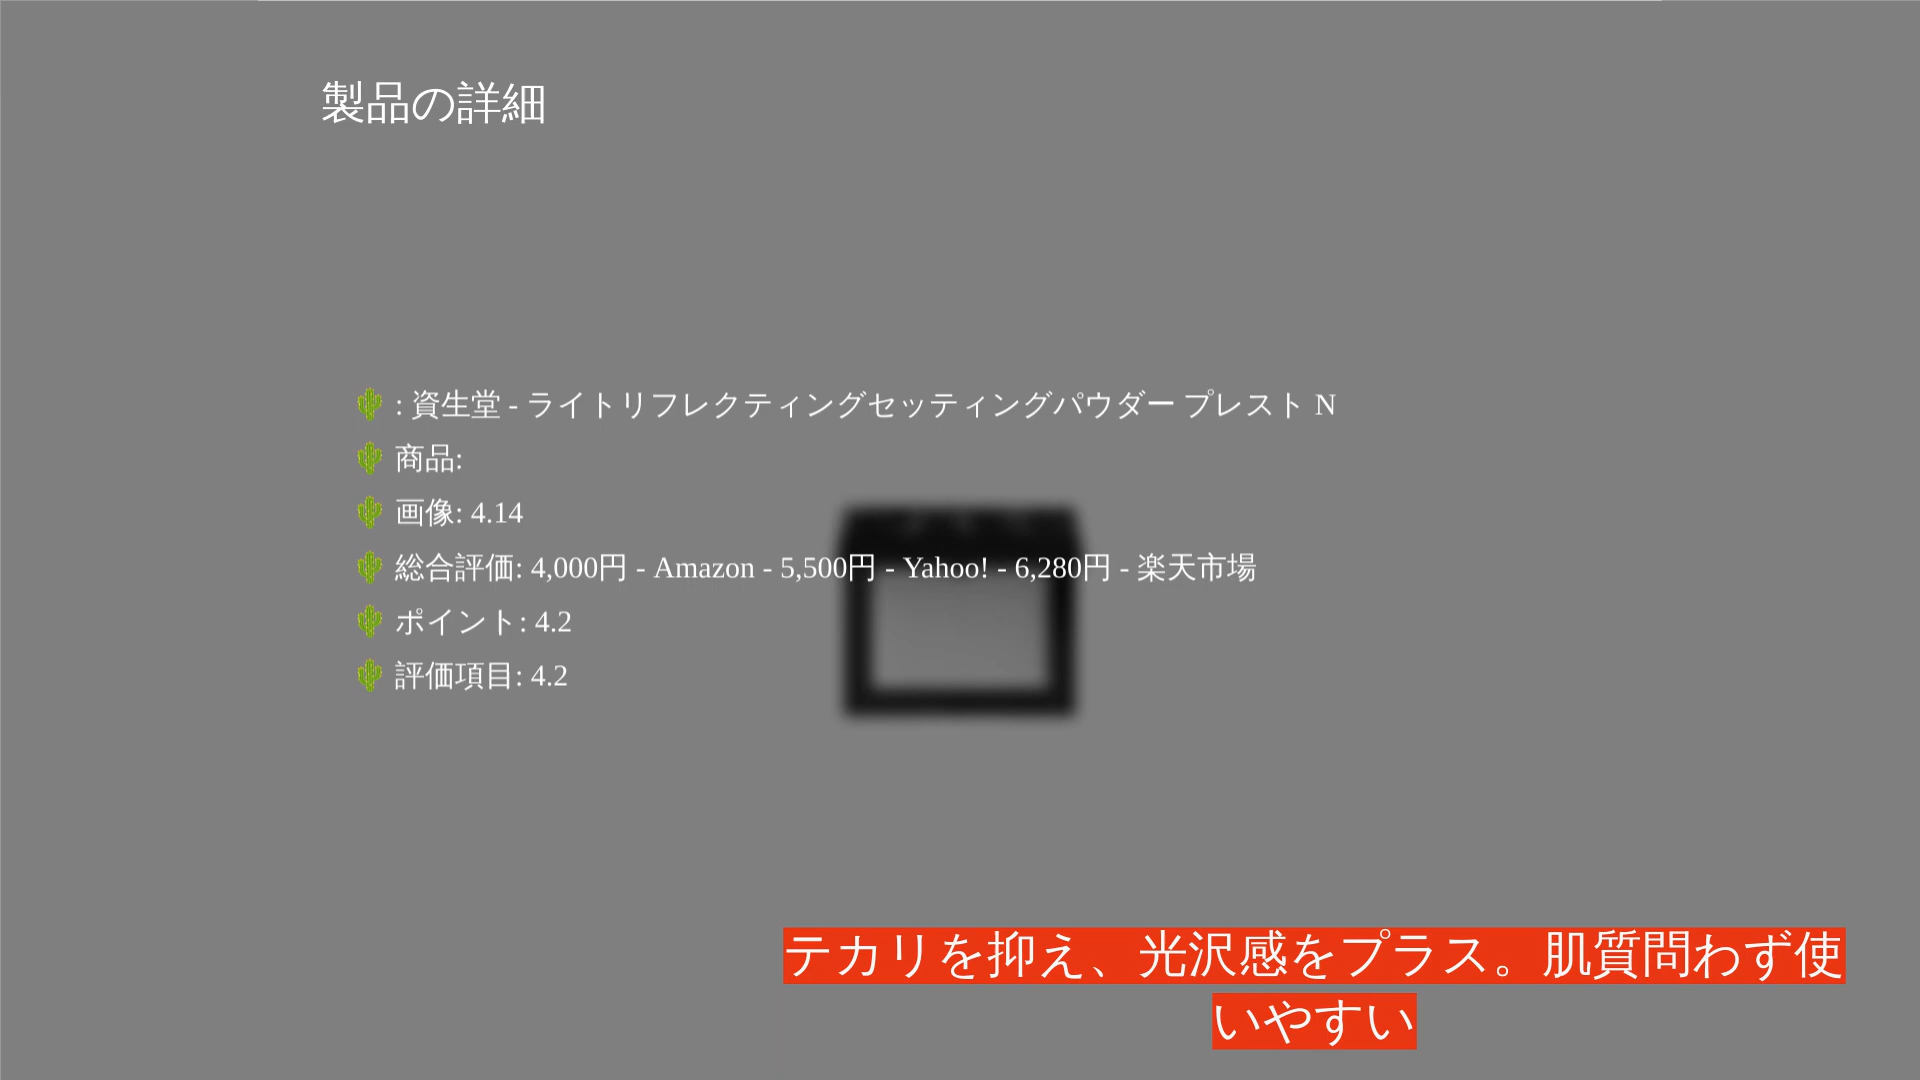 製品の詳細
🌵 : 資生堂 - ライトリフレクティングセッティングパウダー プレスト N
🌵 商品:
🌵 画像: 4.14
🌵 総合評価: 4,000円 - Amazon - 5,500円 - Yahoo! - 6,280円 - 楽天市場
🌵 ポイント: 4.2
🌵 評価項目: 4.2
テカリを抑え、光沢感をプラス。肌質問わず使
いやすい